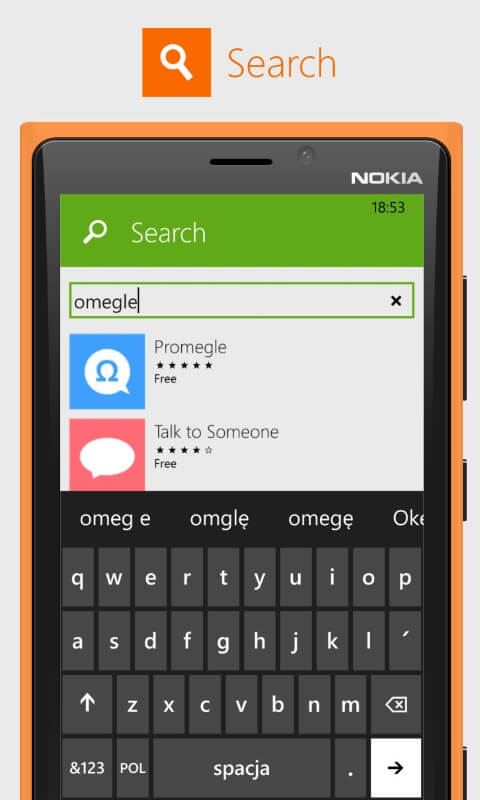 Search
NOKIA
18:53
Search
omegle
Promegle
Free
Talk to Someone
Free
omeg e omglę omegę Oke
q w e r t y u i o p
a s d f g h j k l ´
z x c v b n m
&123 POL spacja .